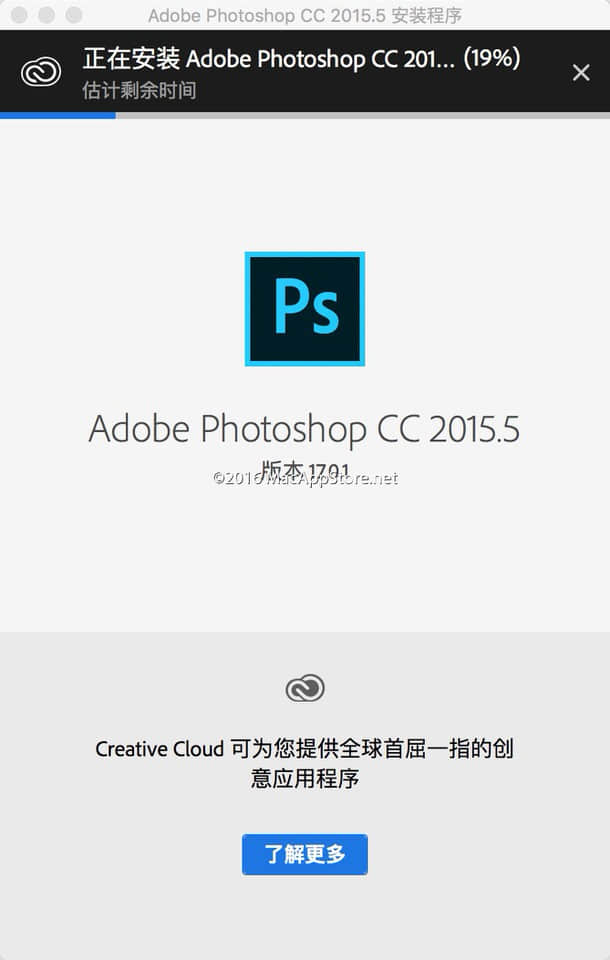 Adobe Photoshop CC 2015.5 安装程序
正在安装 Adobe Photoshop CC 201... (19%)
估计剩余时间
Ps
Adobe Photoshop CC 2015.5
版本 17.0.1
©2016 MacAppStore.net
Creative Cloud 可为您提供全球首屈一指的创
意应用程序
了解更多